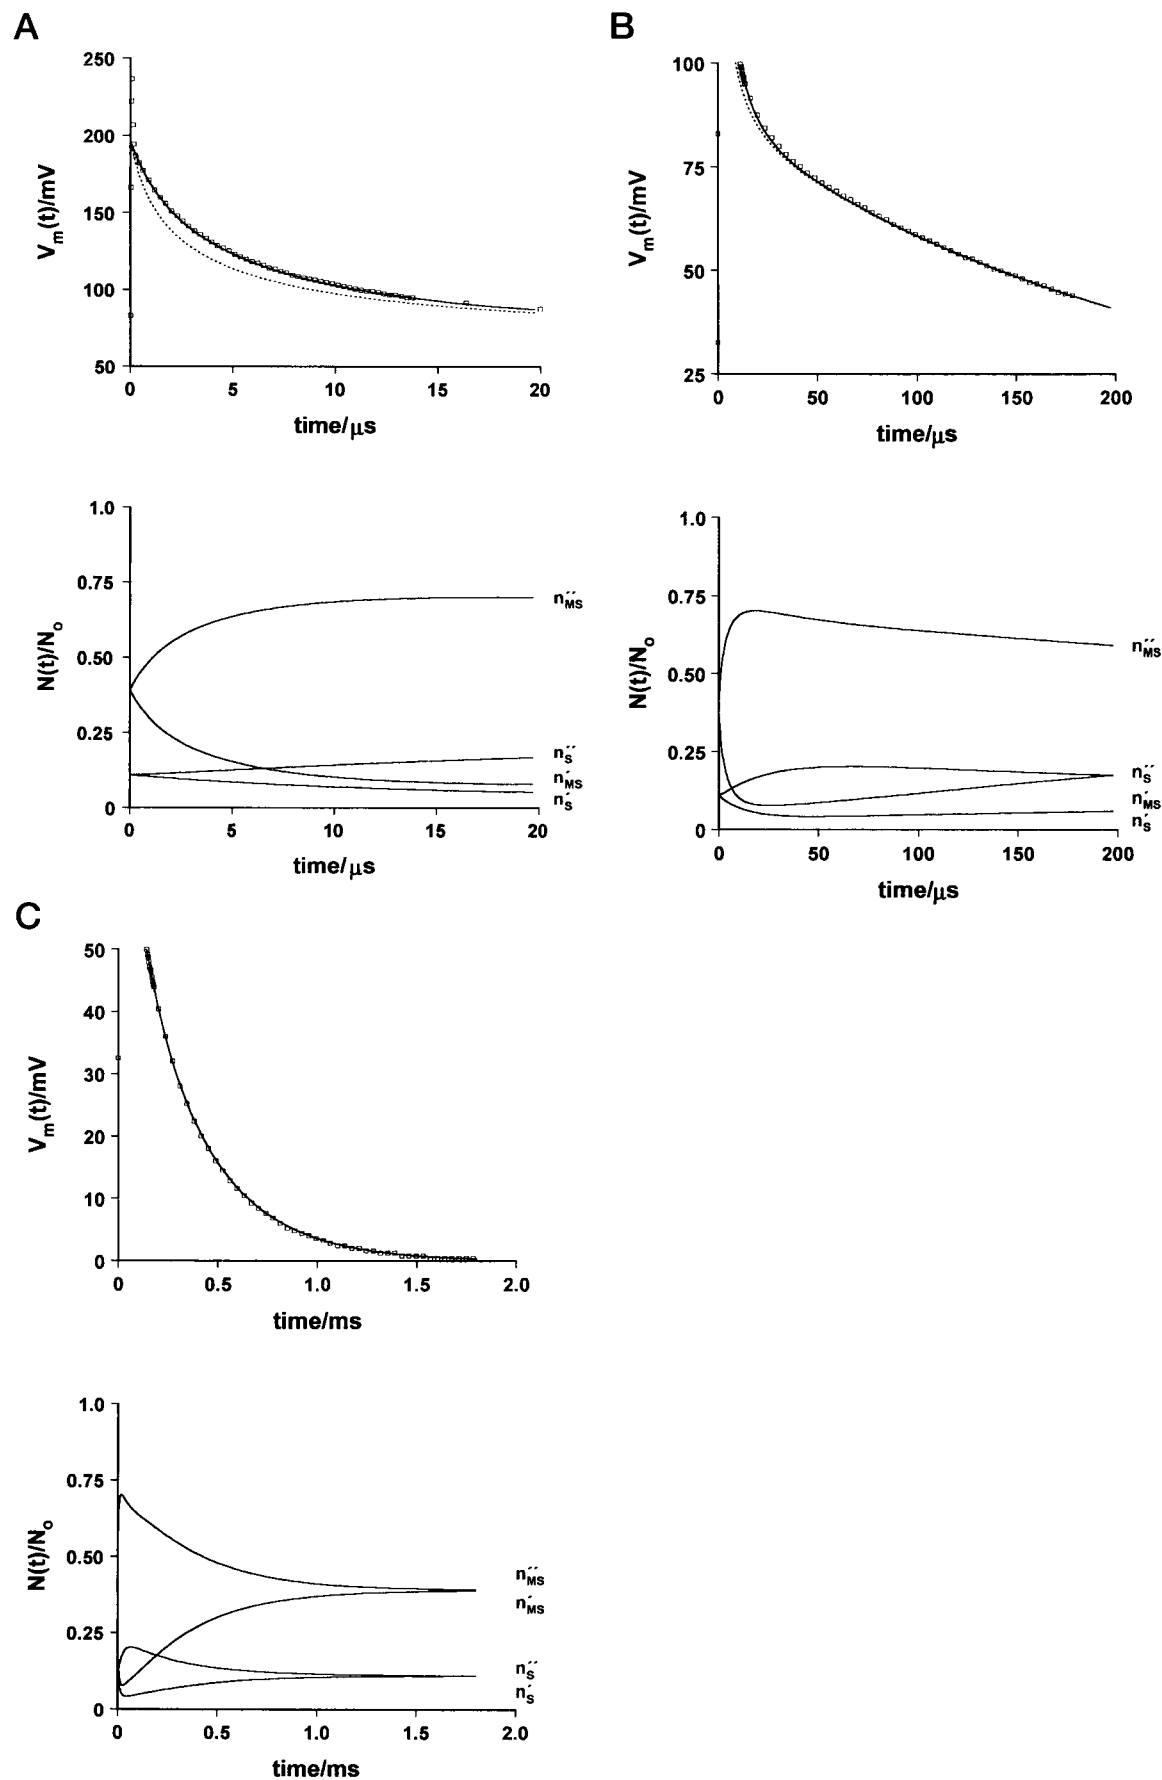 A
V_m(t)/mV
250
200
150
100
50
0 5 10 15 20
time/μs
N(t)/N_o
1.0
0.75
0.50
0.25
0
n''_MS
n''_S
n'_MS
n'_S
0 5 10 15 20
time/μs
B
V_m(t)/mV
100
75
50
25
0 50 100 150 200
time/μs
N(t)/N_o
1.0
0.75
0.50
0.25
0
n''_MS
n''_S
n'_MS
n'_S
0 50 100 150 200
time/μs
C
V_m(t)/mV
50
40
30
20
10
0
0 0.5 1.0 1.5 2.0
time/ms
N(t)/N_o
1.0
0.75
0.50
0.25
0
n''_MS
n'_MS
n''_S
n'_S
0 0.5 1.0 1.5 2.0
time/ms